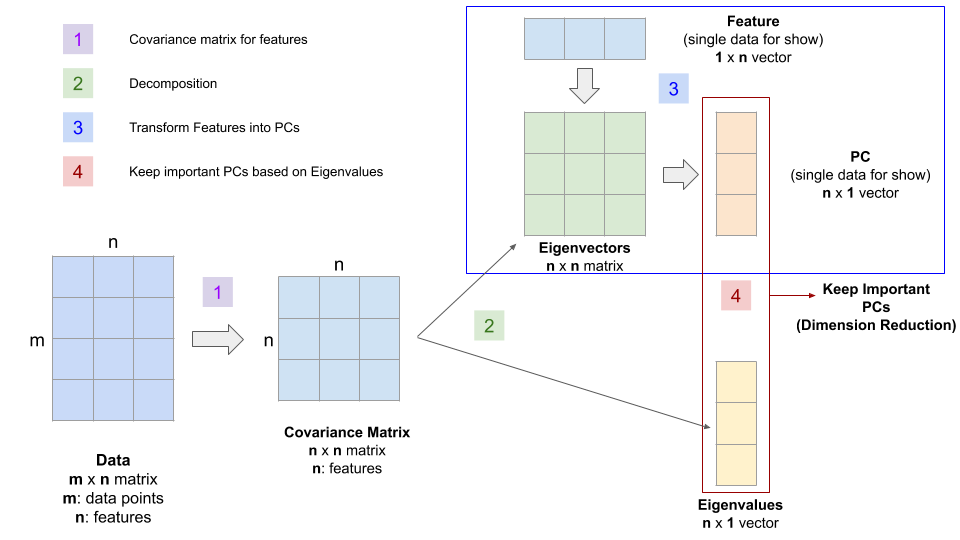 1 Covariance matrix for features
2 Decomposition
3 Transform Features into PCs
4 Keep important PCs based on Eigenvalues
Feature
(single data for show)
1 x n vector
3
PC
(single data for show)
n x 1 vector
Eigenvectors
n x n matrix
n
m
Data
m x n matrix
m: data points
n: features
1
n
n
Covariance Matrix
n x n matrix
n: features
2
4
Keep Important
PCs
(Dimension Reduction)
Eigenvalues
n x 1 vector